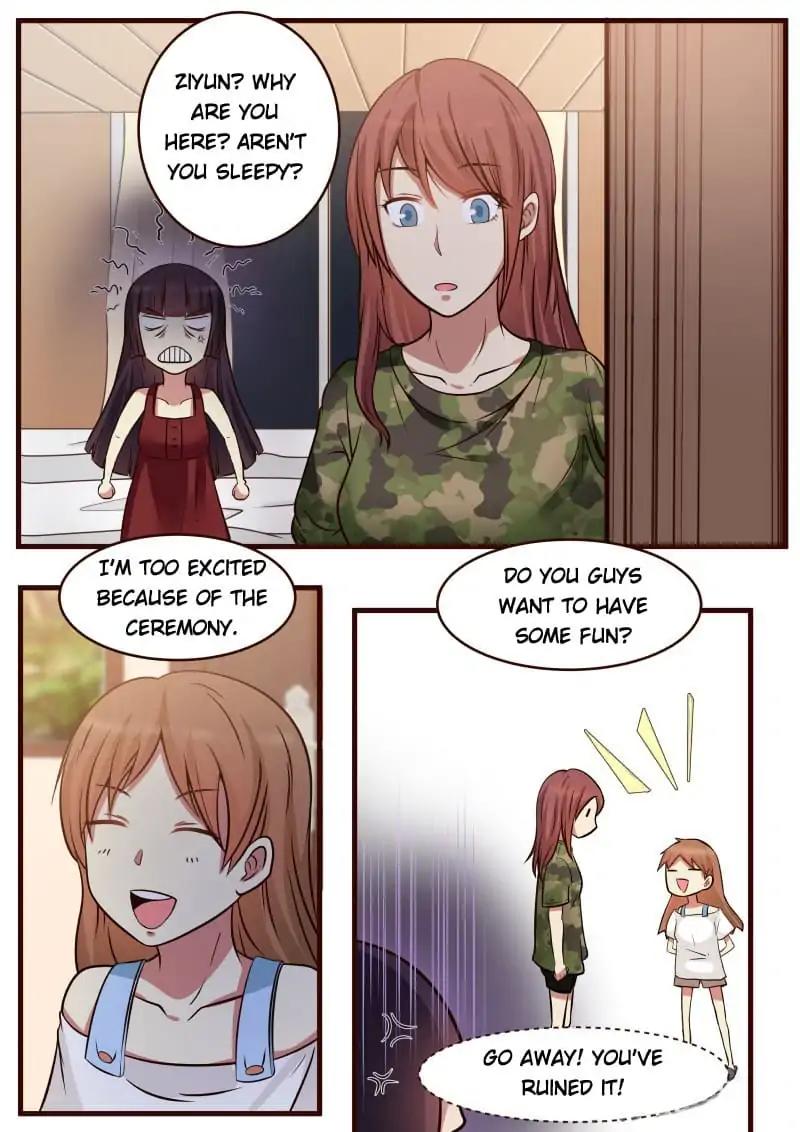 ZIYUN? WHY
ARE YOU
HERE? AREN'T
YOU SLEEPY?
I'M TOO EXCITED
BECAUSE OF THE
CEREMONY.
DO YOU GUYS
WANT TO HAVE
SOME FUN?
GO AWAY! YOU'VE
RUINED IT!